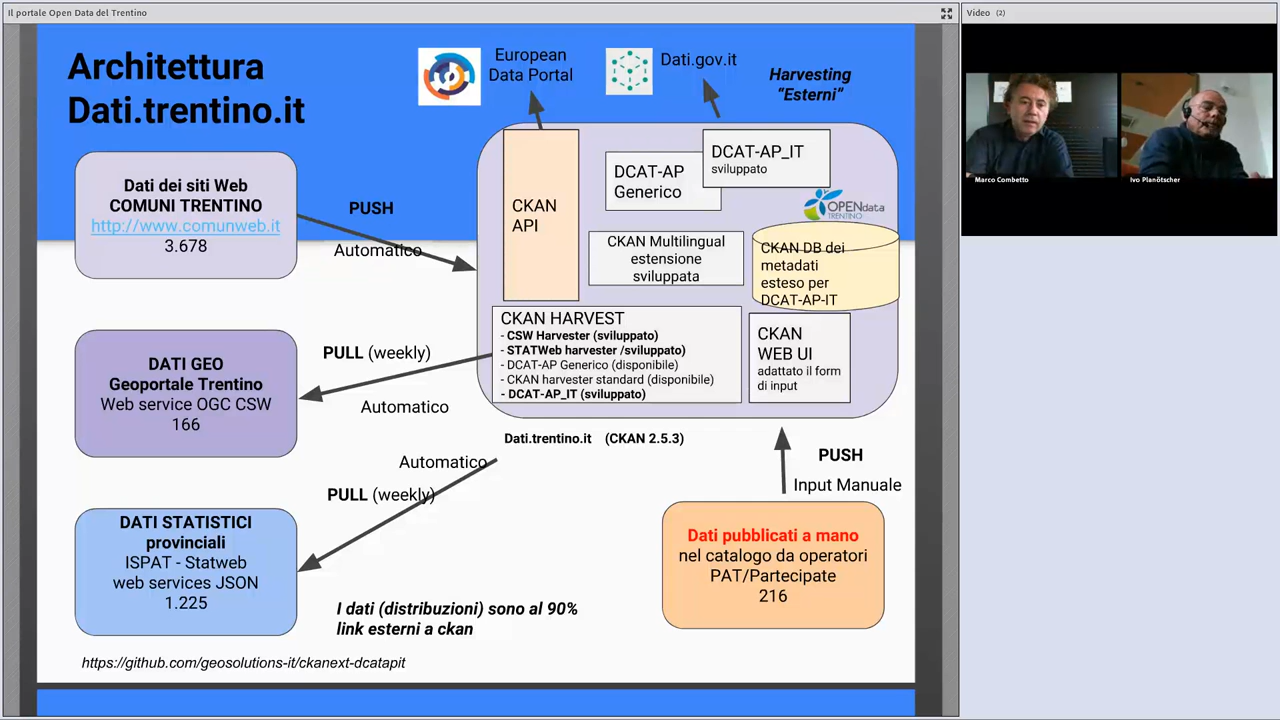 Il portale Open Data del Trentino
Video (2)
Architettura
Dati.trentino.it
European
Data Portal
Dati.gov.it
Harvesting
“Esterni”
Dati dei siti Web
COMUNI TRENTINO
http://www.comunweb.it
3.678
PUSH
Automatico
CKAN
API
DCAT-AP
Generico
DCAT-AP_IT
sviluppato
OPENdata
TRENTINO
CKAN Multilingual
estensione
sviluppata
CKAN DB dei
metadati
esteso per
DCAT-AP-IT
CKAN HARVEST
- CSW Harvester (sviluppato)
- STATWeb harvester /sviluppato)
- DCAT-AP Generico (disponibile)
- CKAN harvester standard (disponibile)
- DCAT-AP_IT (sviluppato)
CKAN
WEB UI
adattato il form
di input
DATI GEO
Geoportale Trentino
Web service OGC CSW
166
PULL (weekly)
Automatico
Dati.trentino.it (CKAN 2.5.3)
Automatico
PULL (weekly)
PUSH
Input Manuale
DATI STATISTICI
provinciali
ISPAT - Statweb
web services JSON
1.225
Dati pubblicati a mano
nel catalogo da operatori
PAT/Partecipate
216
I dati (distribuzioni) sono al 90%
link esterni a ckan
https://github.com/geosolutions-it/ckanext-dcatapit
Marco Combetto
Ivo Planötscher